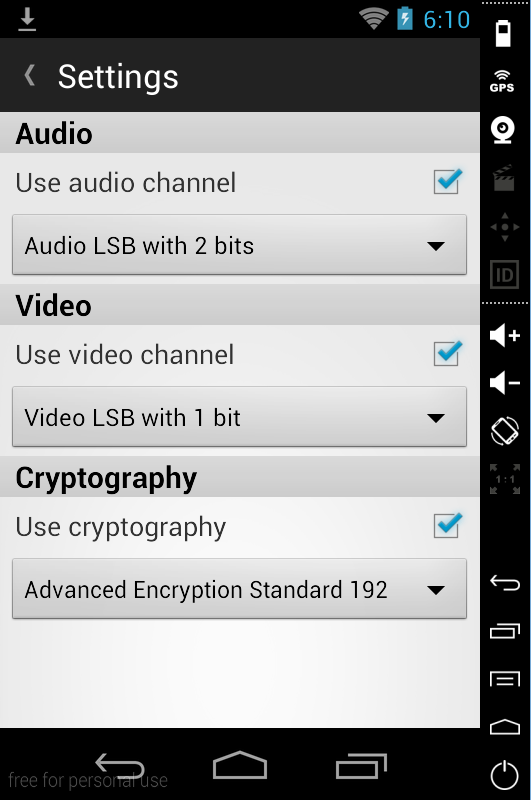 6:10
Settings
GPS
Audio
Use audio channel
ID
Audio LSB with 2 bits
Video
Use video channel
Video LSB with 1 bit
Cryptography
1:1
Use cryptography
Advanced Encryption Standard 192
free for personal use